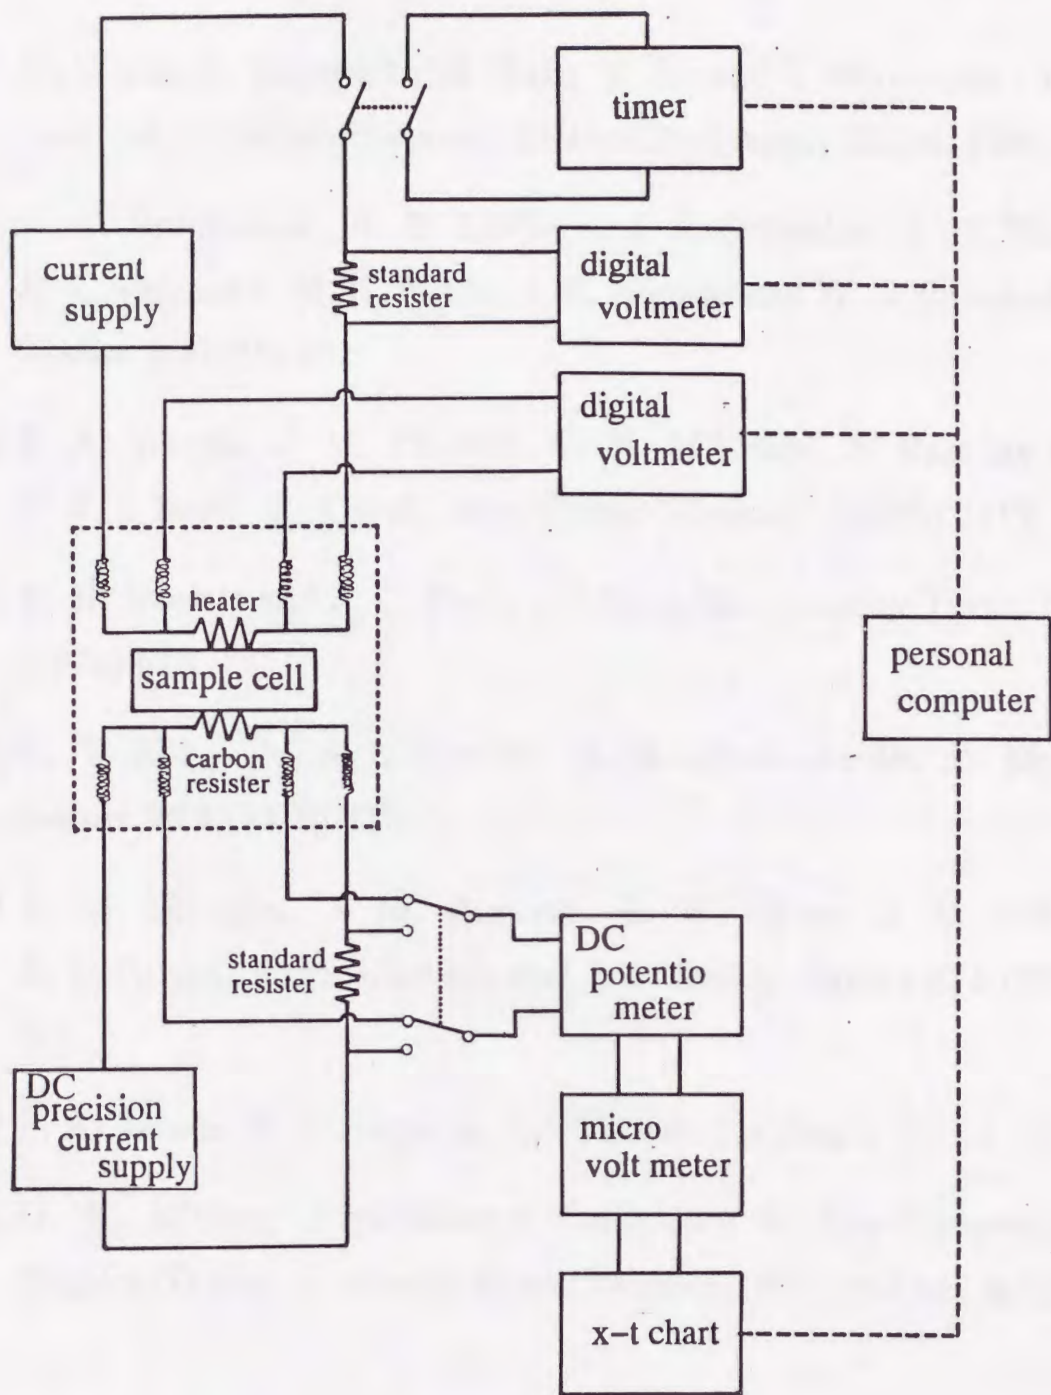 timer
current
supply
standard
resister
digital
voltmeter
digital
voltmeter
heater
sample cell
carbon
resister
personal
computer
standard
resister
DC
potentio
meter
DC
precision
current
supply
micro
volt meter
x-t chart